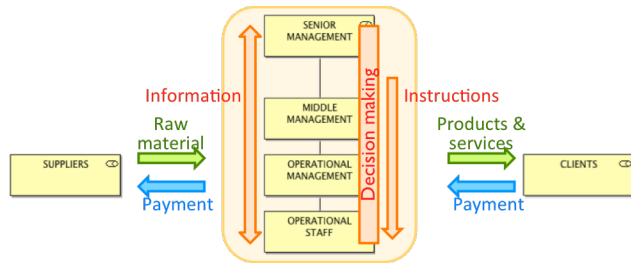 SENIOR
MANAGEMENT
Information
Decision making
Instructions
Raw
material
MIDDLE
MANAGEMENT
Products &
services
SUPPLIERS
OPERATIONAL
MANAGEMENT
CLIENTS
Payment
Payment
OPERATIONAL
STAFF